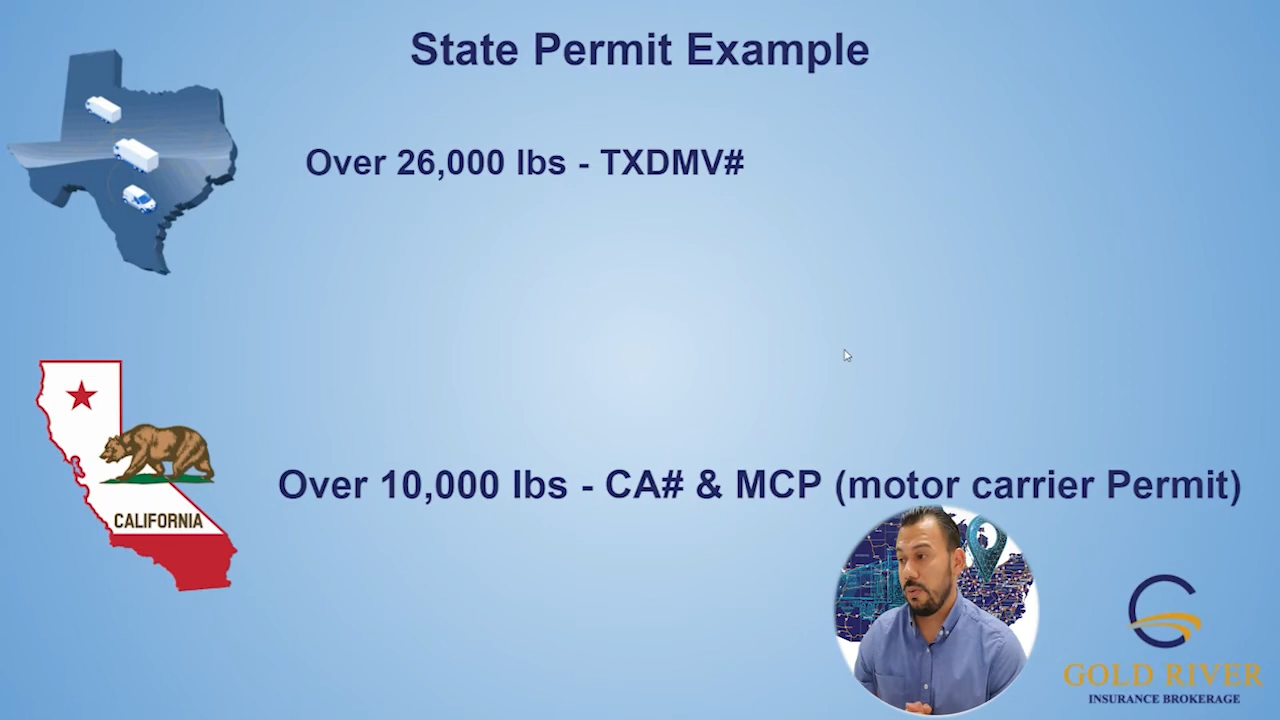 State Permit Example
Over 26,000 lbs - TXDMV#
Over 10,000 lbs - CA# & MCP (motor carrier Permit)
CALIFORNIA
GOLD RIVER
INSURANCE BROKERAGE